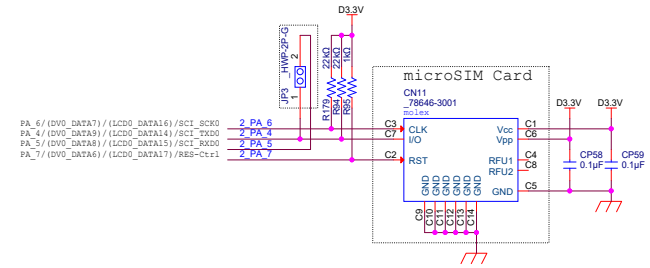 D3.3V
JP3
_HWP-2P-G
2
1
R179
22kΩ
R94
22kΩ
R95
1kΩ
microSIM Card
CN11
_78646-3001
molex
D3.3V
D3.3V
PA_6/(DV0_DATA7)/(LCD0_DATA16)/SCI_SCK0 2_PA_6 C3 CLK Vcc C1
PA_4/(DV0_DATA9)/(LCD0_DATA14)/SCI_TXD0 2_PA_4 C7 I/O Vpp C6
PA_5/(DV0_DATA8)/(LCD0_DATA15)/SCI_RXD0 2_PA_5
PA_7/(DV0_DATA6)/(LCD0_DATA17)/RES-Ctrl 2_PA_7 C2 RST RFU1 C4
RFU2 C8
GND C5
CP58
0.1µF
CP59
0.1µF
GND GND GND GND GND GND
C9 C10 C11 C12 C13 C14